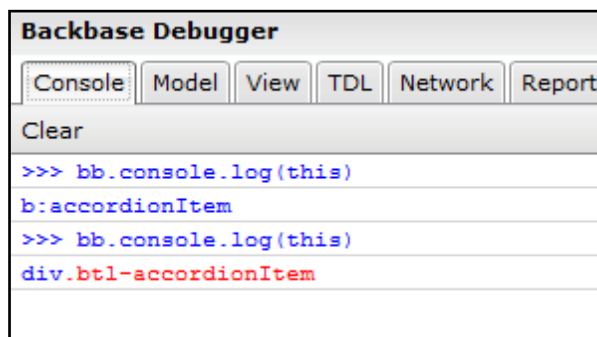 Backbase Debugger
Console Model View TDL Network Report
Clear
>>> bb.console.log(this)
b:accordionItem
>>> bb.console.log(this)
div.btl-accordionItem